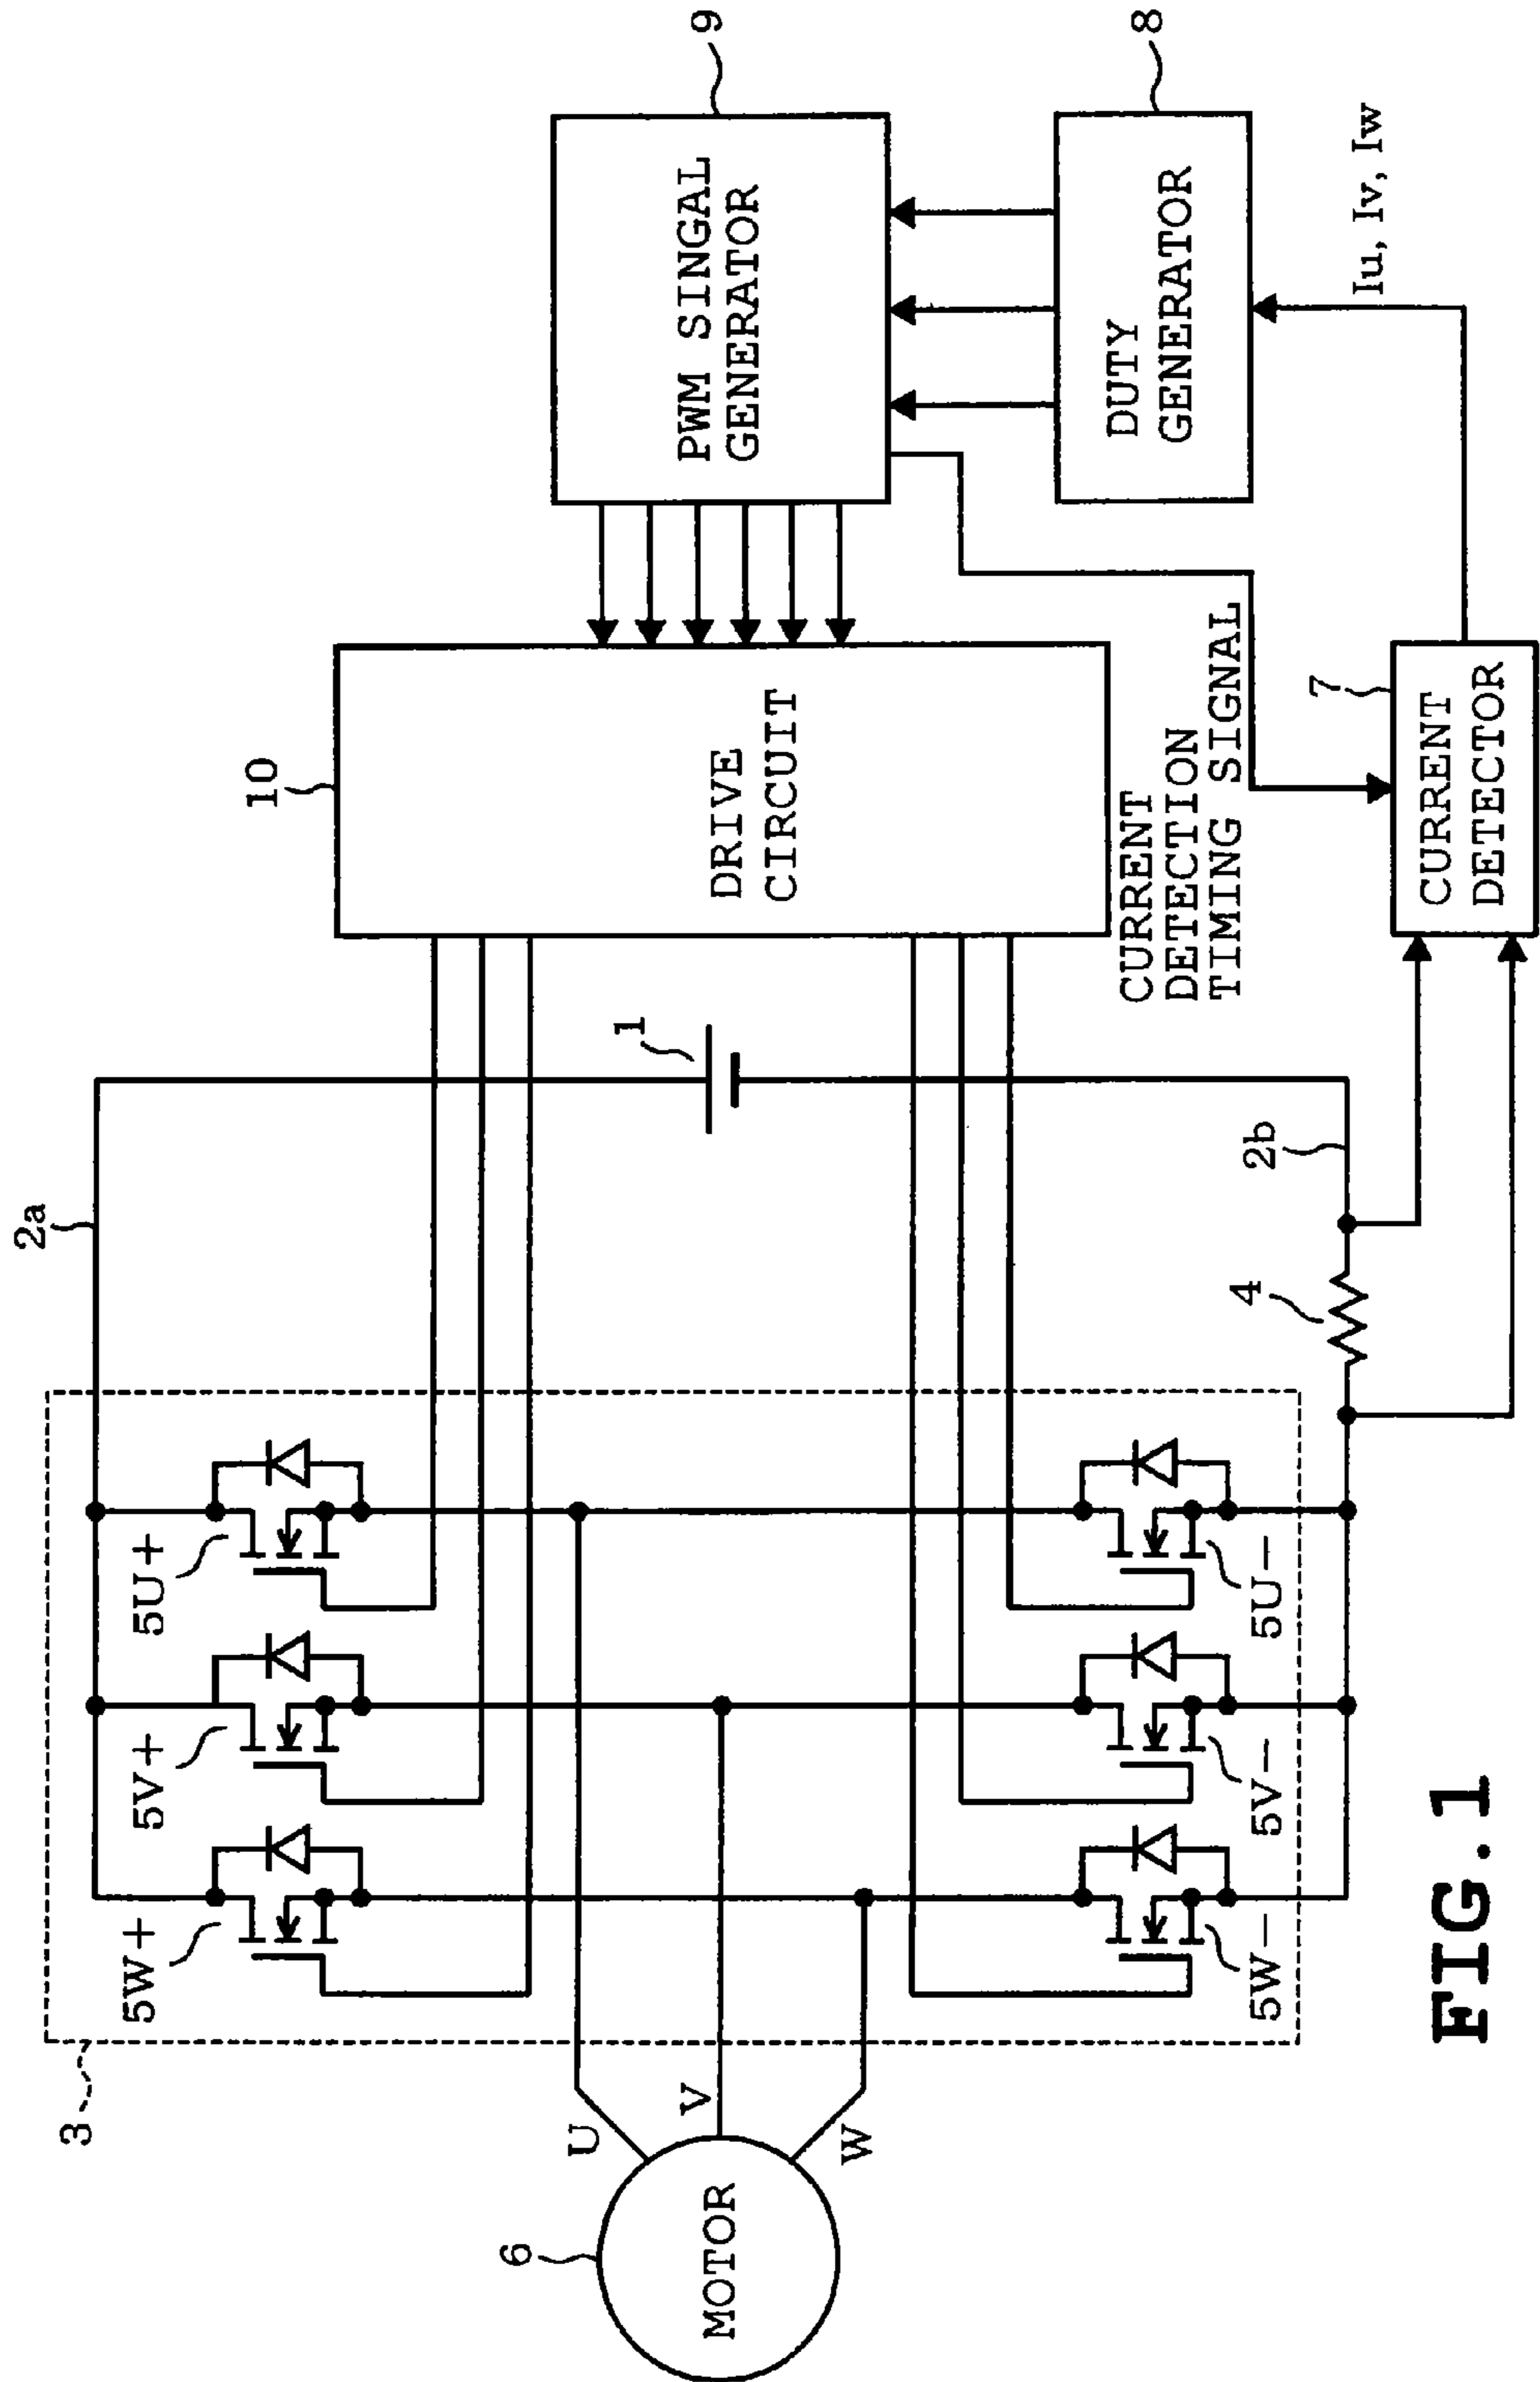 3
2a
5W+
5V+
5U+
10
9
PWM SINGAL
GENERATOR
DRIVE
CIRCUIT
1
6
MOTOR
U
V
W
CURRENT
DETECTION
TIMING SIGNAL
8
DUTY
GENERATOR
5W−
5V−
5U−
4
2b
7
CURRENT
DETECTOR
Iu, Iv, Iw
FIG.1